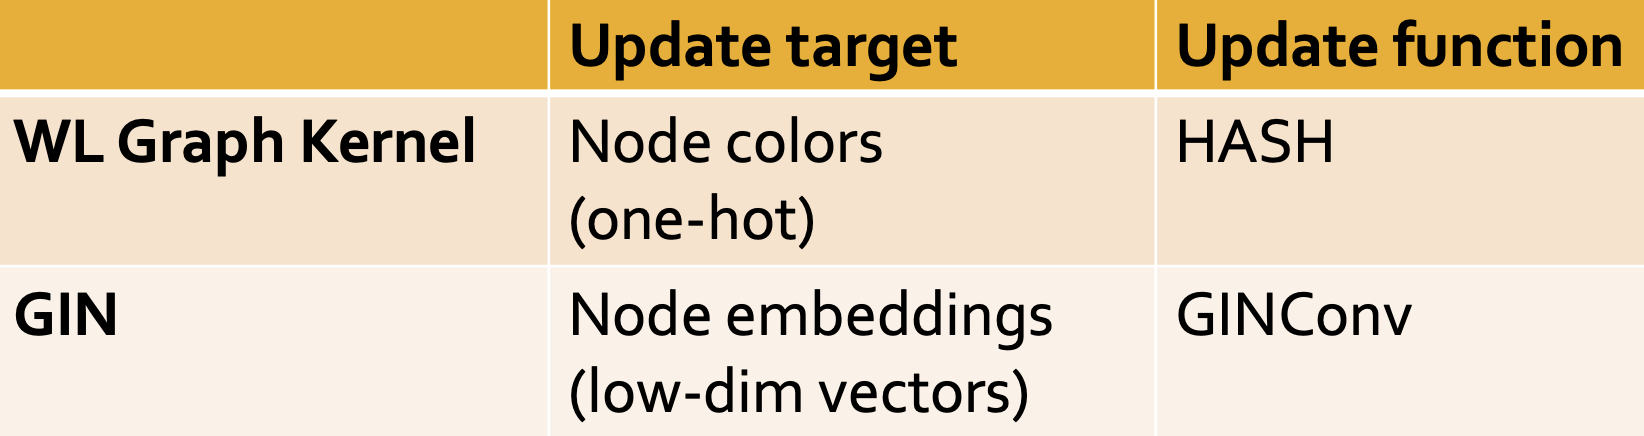 Update target Update function
WL Graph Kernel Node colors HASH
(one-hot)
GIN Node embeddings GINConv
(low-dim vectors)